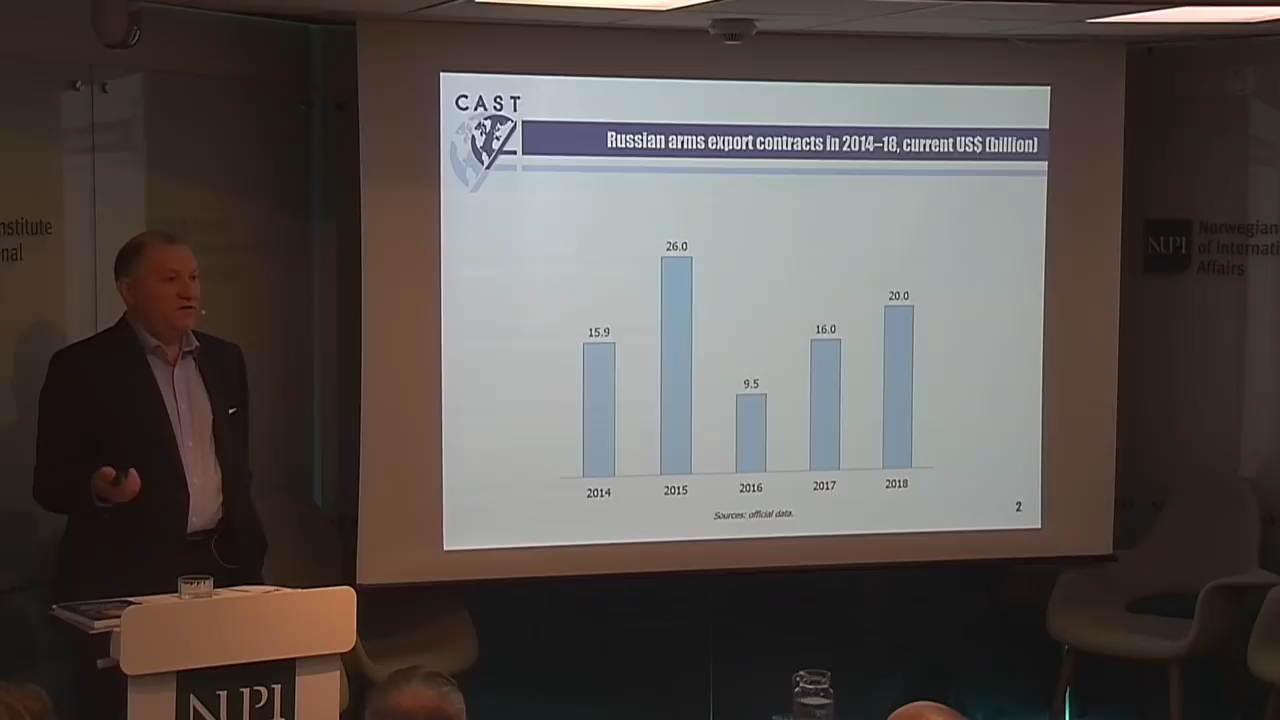 CAST
Russian arms export contracts in 2014–18, current US$ (billion)
26.0
20.0
15.9
16.0
9.5
2014
2015
2016
2017
2018
Sources: official data.
2
nstitute
nal
NUPI
Norwegian
of Internati
Affairs
NUPI